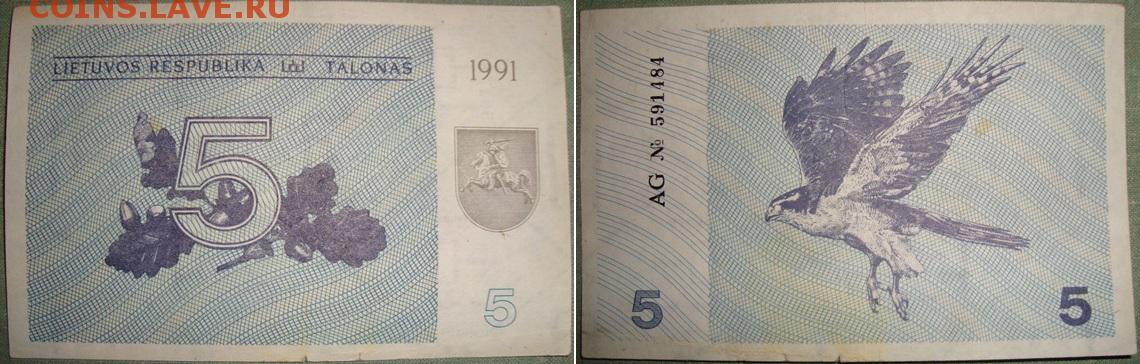 COINS.LAVE.RU
LIETUVOS RESPUBLIKA TALONAS
1991
5
5
AG № 591484
5
5